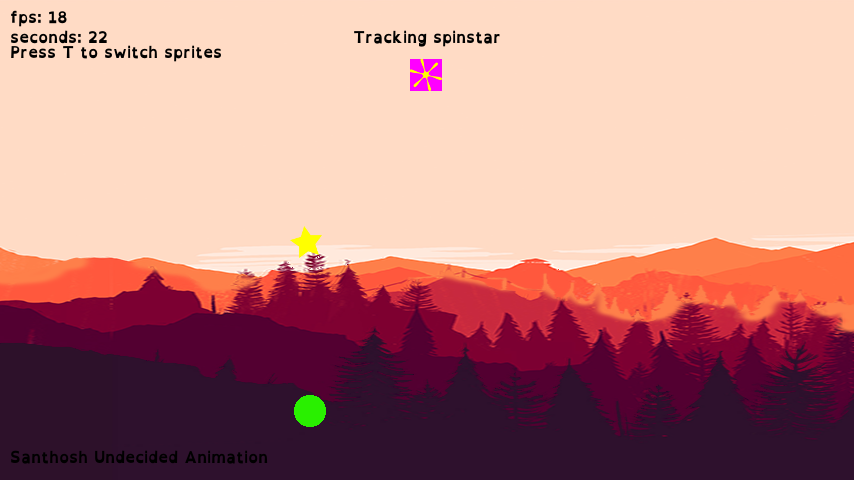 fps: 18
seconds: 22
Press T to switch sprites
Tracking spinstar
Santhosh Undecided Animation